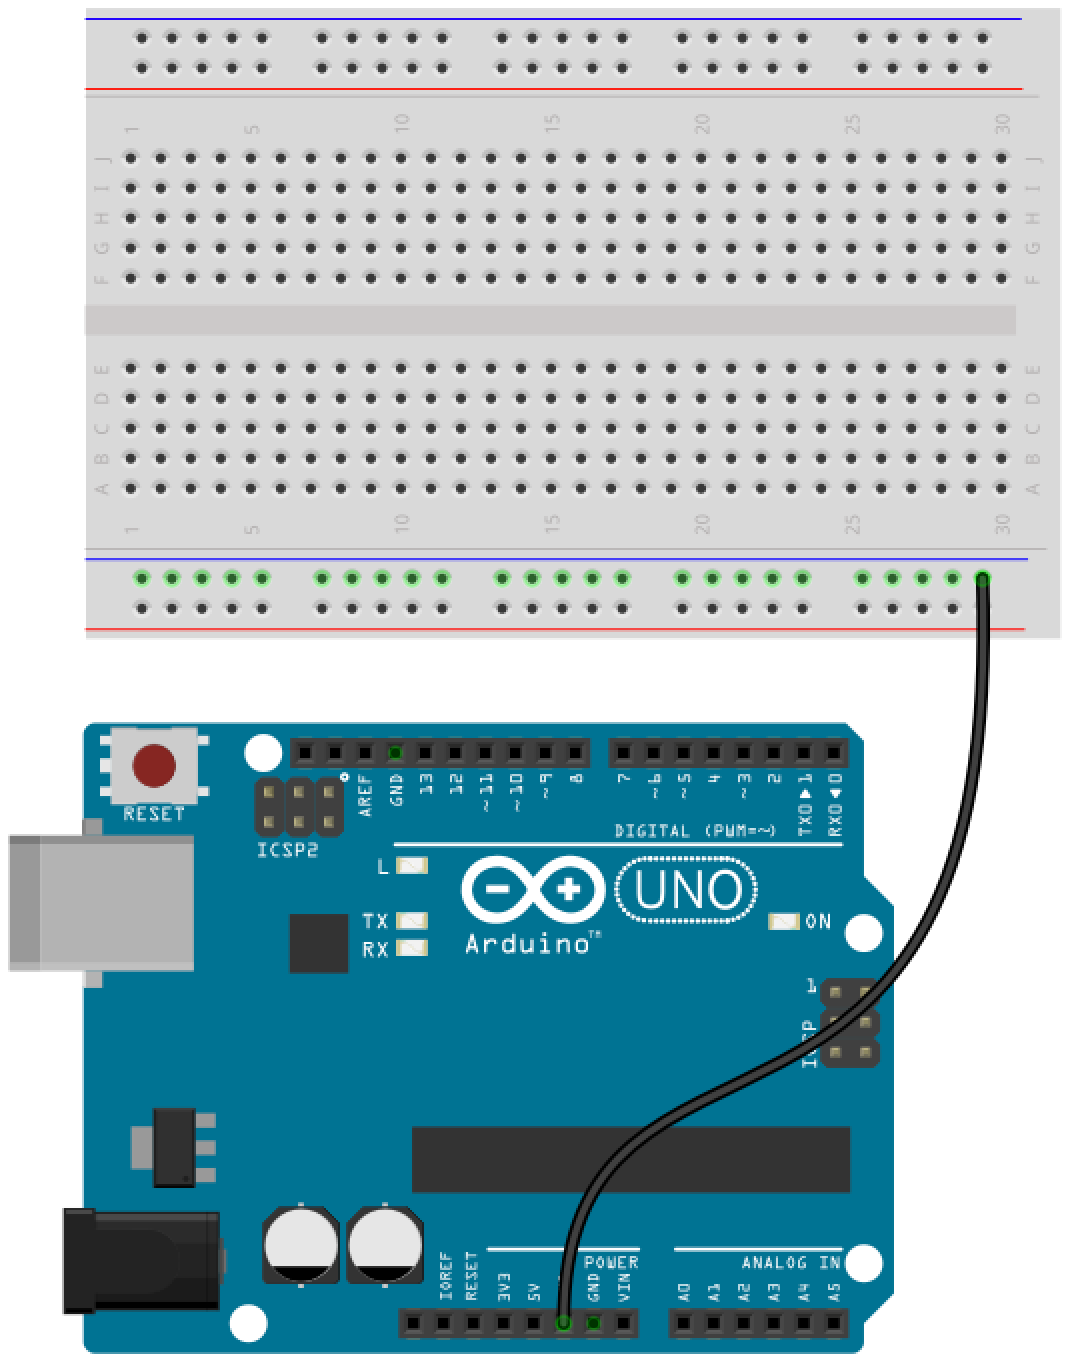 1 5 10 15 20 25 30
J J
I I
H H
G G
F F
E E
D D
C C
B B
A A
1 5 10 15 20 25 30
RESET
AREF GND 13 12 ~11 ~10 ~9 8 7 ~6 ~5 4 ~3 2 TX0▶1 RX0◀0
DIGITAL (PWM=~)
ICSP2
L
TX
RX
UNO
ON
Arduino™
1
ICSP
POWER
ANALOG IN
IOREF RESET 3V3 5V GND VIN A0 A1 A2 A3 A4 A5